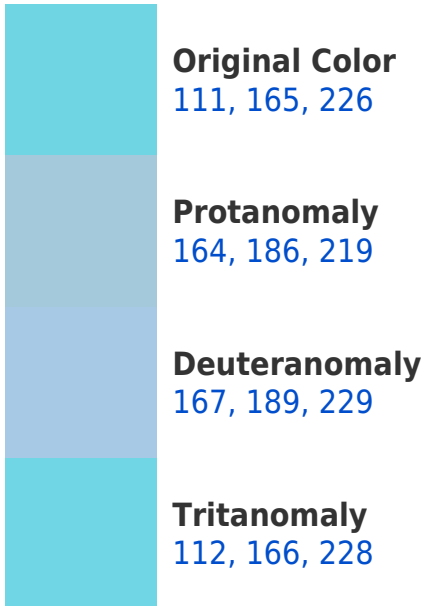 Original Color
111, 165, 226
Protanomaly
164, 186, 219
Deuteranomaly
167, 189, 229
Tritanomaly
112, 166, 228